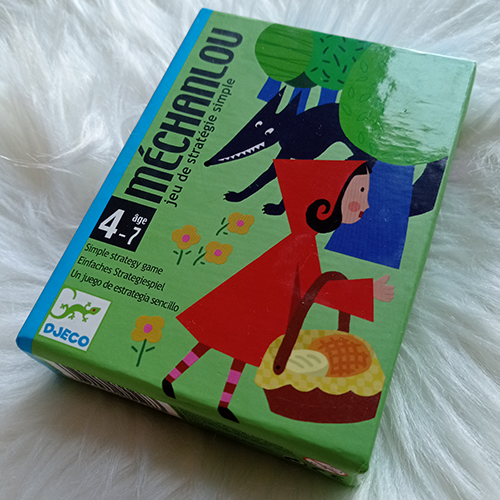 MÉCHANLOU
jeu de stratégie simple
4-7
âge
Simple strategy game
Einfaches Strategiespiel
Un juego de estrategia sencillo
DJECO